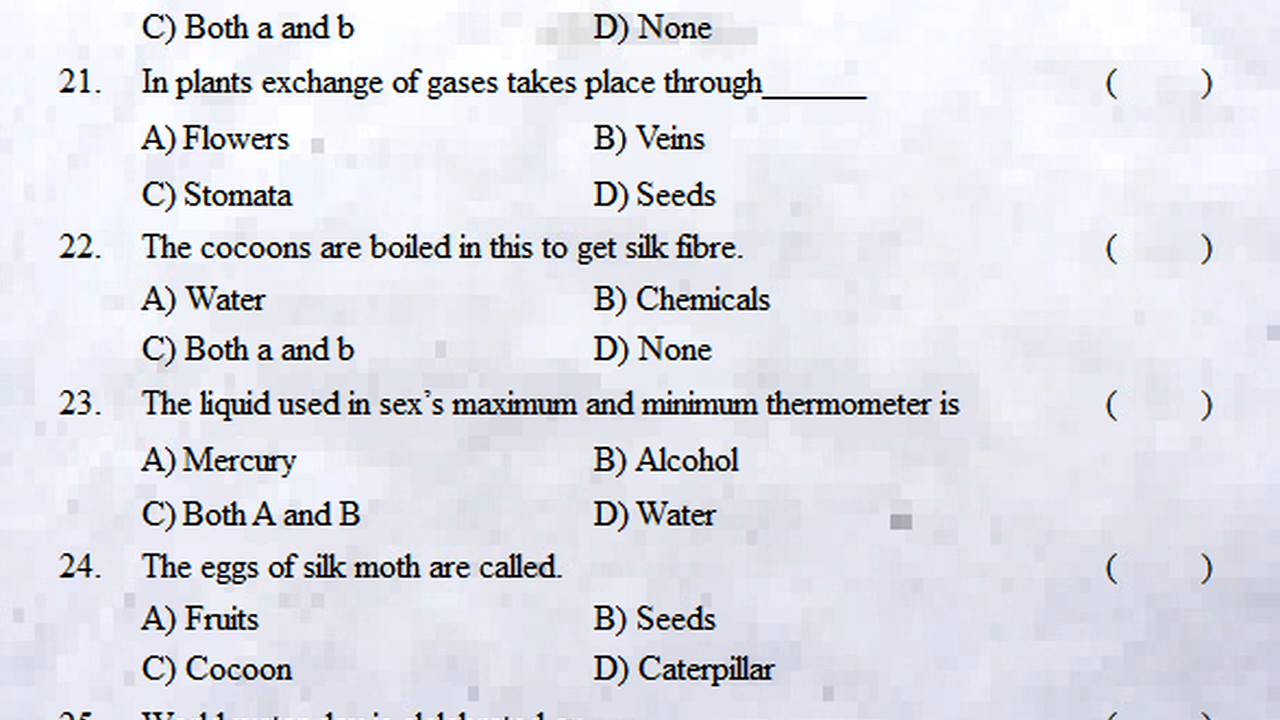 C) Both a and b D) None
21. In plants exchange of gases takes place through______ ( )
A) Flowers B) Veins
C) Stomata D) Seeds
22. The cocoons are boiled in this to get silk fibre. ( )
A) Water B) Chemicals
C) Both a and b D) None
23. The liquid used in sex’s maximum and minimum thermometer is ( )
A) Mercury B) Alcohol
C) Both A and B D) Water
24. The eggs of silk moth are called. ( )
A) Fruits B) Seeds
C) Cocoon D) Caterpillar